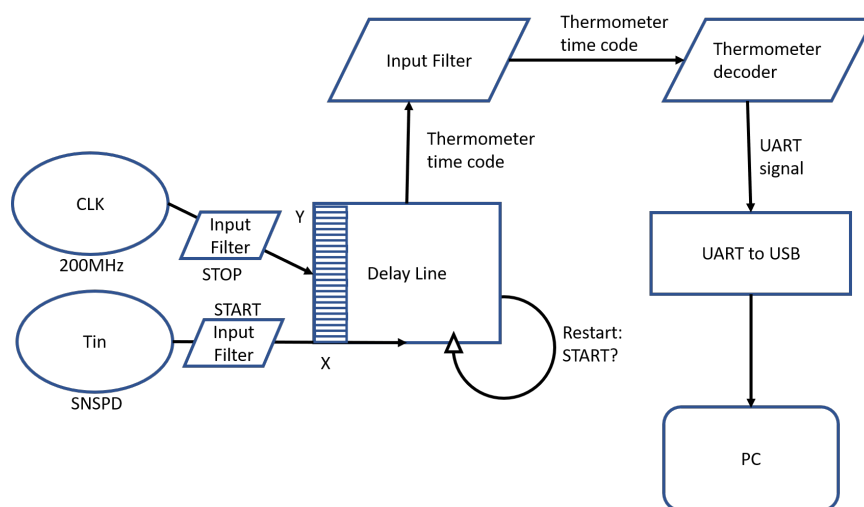 Thermometer
time code
Input Filter
Thermometer
decoder
Thermometer
time code
UART
signal
CLK
Input
Filter
Y
200MHz
STOP
Delay Line
UART to USB
START
Tin
Input
Filter
X
Restart:
START?
SNSPD
PC